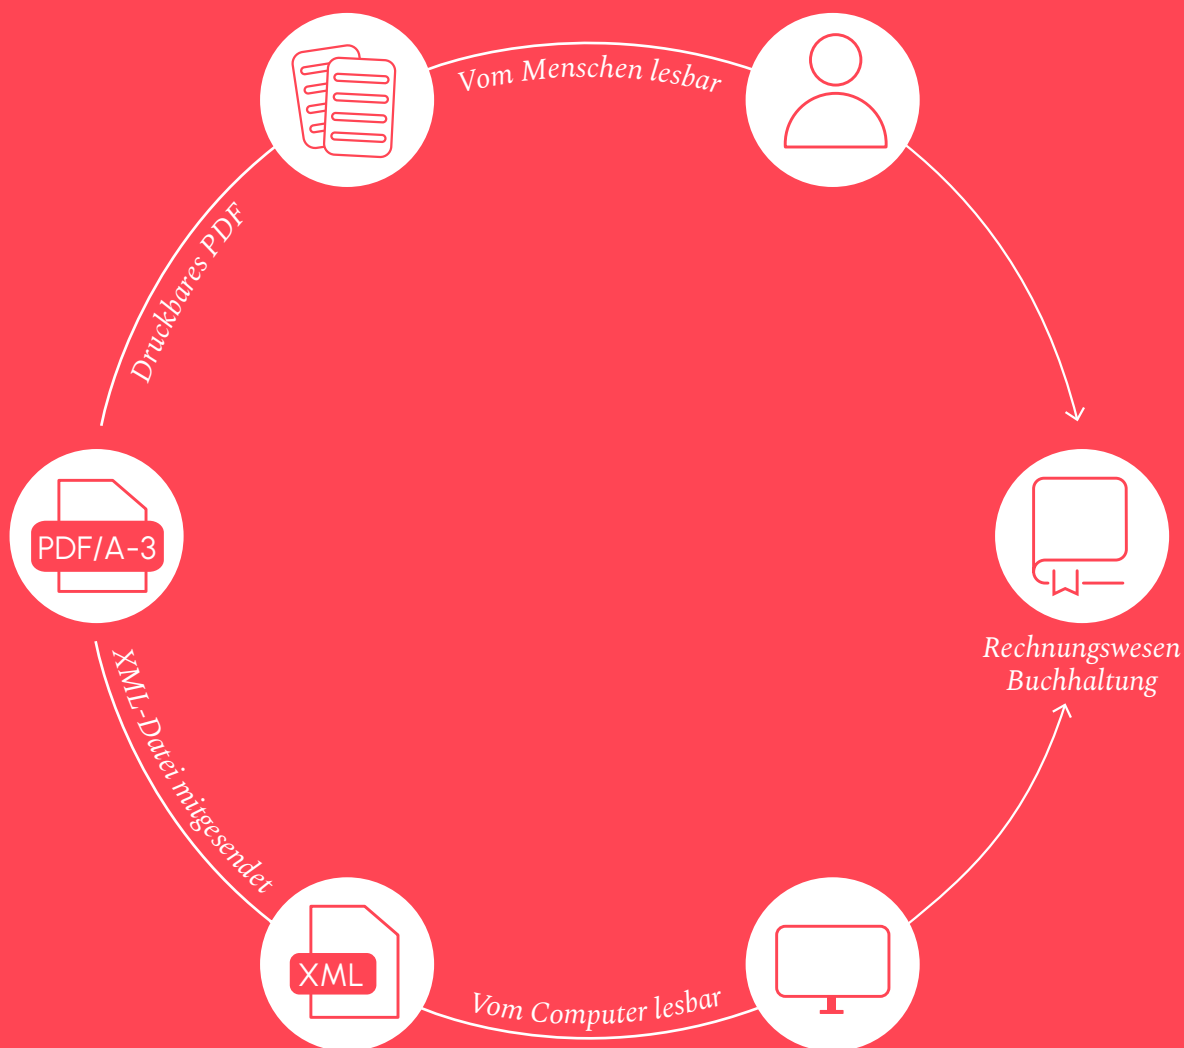 Vom Menschen lesbar
Druckbares PDF
PDF/A-3
Rechnungswesen
Buchhaltung
XML-Datei mitgesendet
XML
Vom Computer lesbar